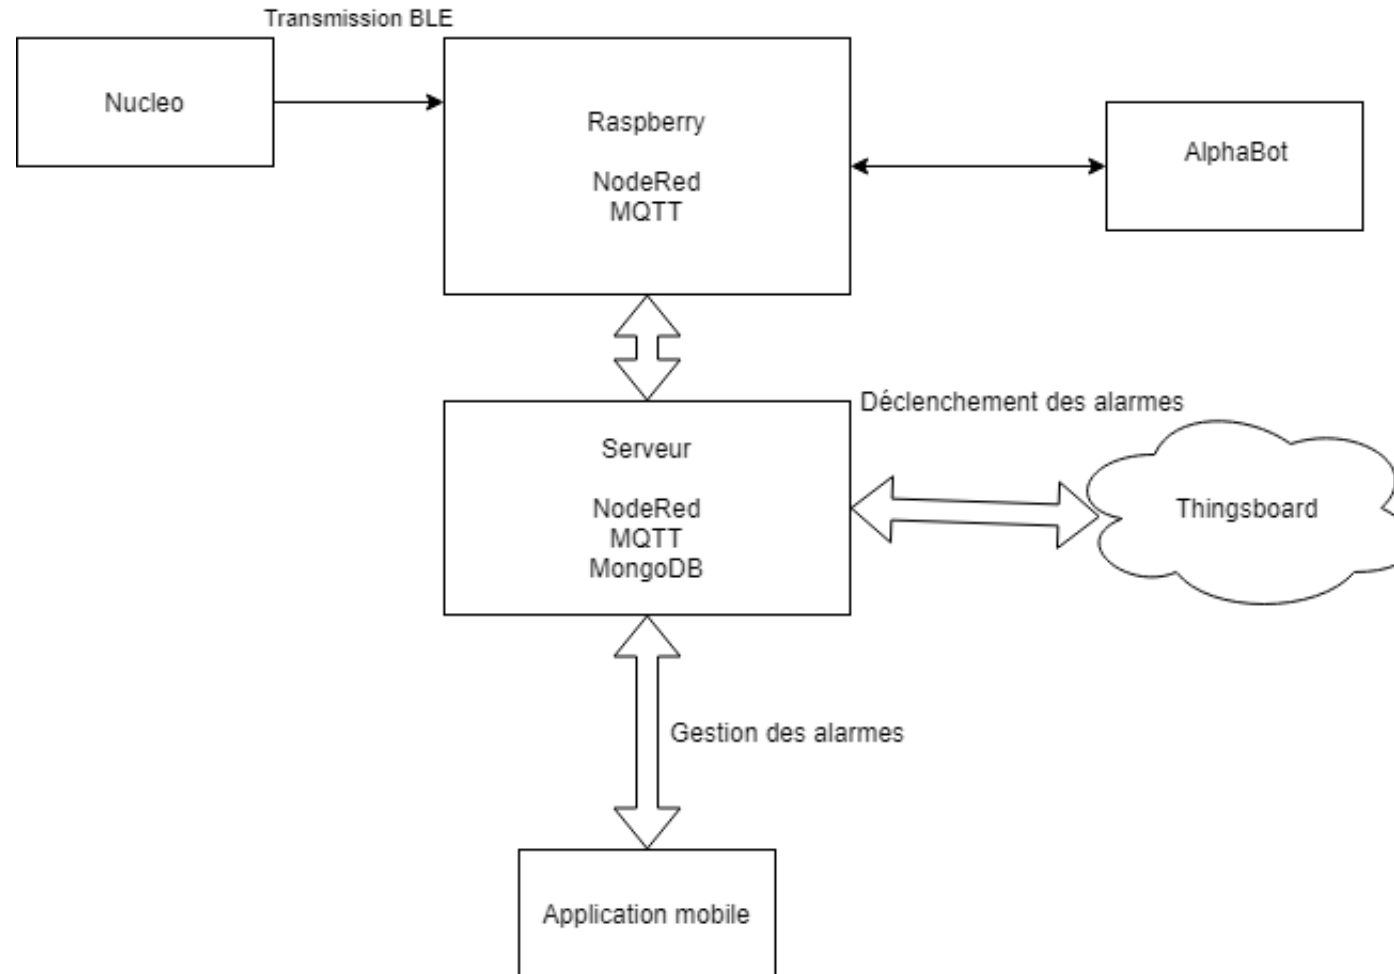 Transmission BLE
Nucleo
Raspberry
NodeRed
MQTT
AlphaBot
Déclenchement des alarmes
Serveur
NodeRed
MQTT
MongoDB
Thingsboard
Gestion des alarmes
Application mobile